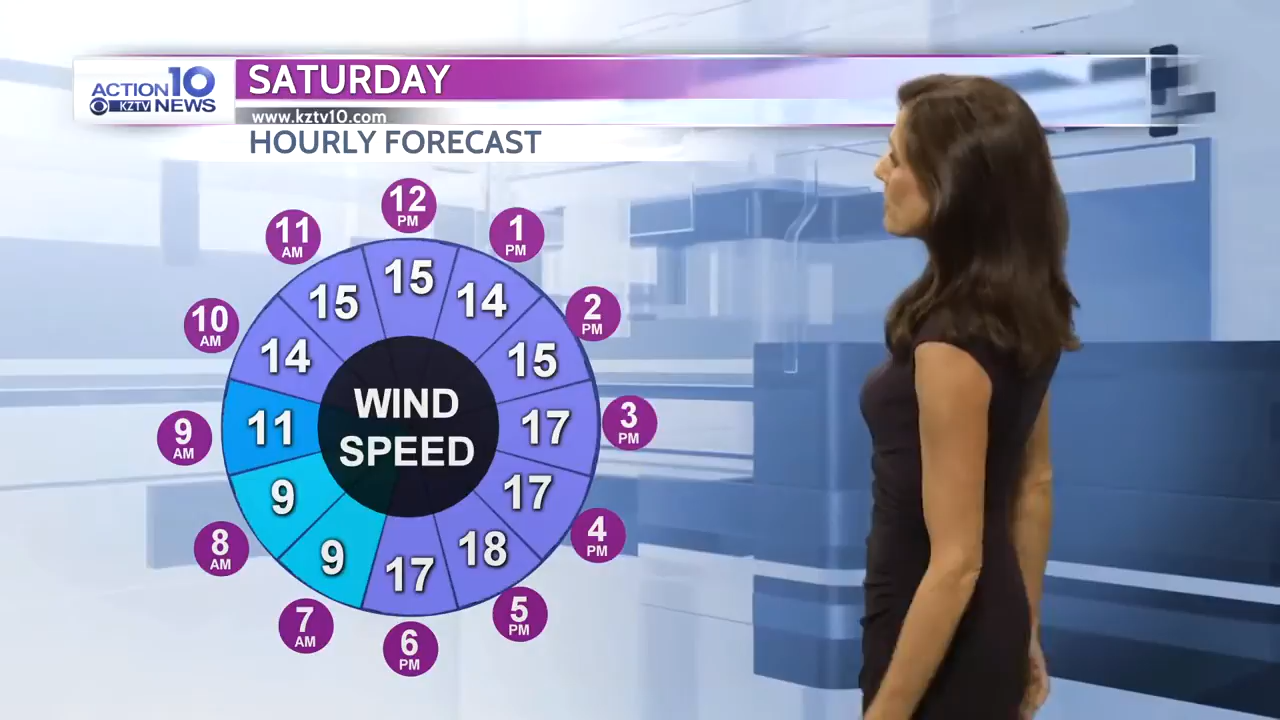 ACTION 10
KZTV NEWS
SATURDAY
www.kztv10.com
HOURLY FORECAST
12
PM
11
AM
1
PM
15
15
14
10
AM
2
PM
14
15
WIND
SPEED
9
AM
11
17
3
PM
9
17
8
AM
4
PM
9
17
18
7
AM
6
PM
5
PM